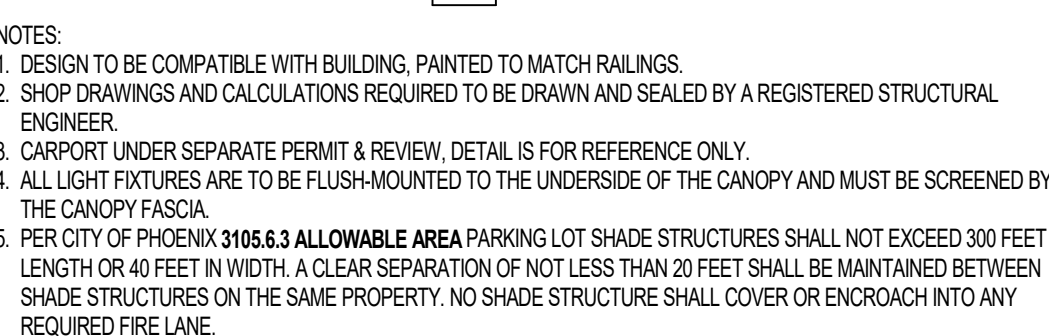 NOTES:
1. DESIGN TO BE COMPATIBLE WITH BUILDING, PAINTED TO MATCH RAILINGS.
2. SHOP DRAWINGS AND CALCULATIONS REQUIRED TO BE DRAWN AND SEALED BY A REGISTERED STRUCTURAL
ENGINEER.
3. CARPORT UNDER SEPARATE PERMIT & REVIEW, DETAIL IS FOR REFERENCE ONLY.
4. ALL LIGHT FIXTURES ARE TO BE FLUSH-MOUNTED TO THE UNDERSIDE OF THE CANOPY AND MUST BE SCREENED BY
THE CANOPY FASCIA.
5. PER CITY OF PHOENIX 3105.6.3 ALLOWABLE AREA PARKING LOT SHADE STRUCTURES SHALL NOT EXCEED 300 FEET
LENGTH OR 40 FEET IN WIDTH. A CLEAR SEPARATION OF NOT LESS THAN 20 FEET SHALL BE MAINTAINED BETWEEN
SHADE STRUCTURES ON THE SAME PROPERTY. NO SHADE STRUCTURE SHALL COVER OR ENCROACH INTO ANY
REQUIRED FIRE LANE.